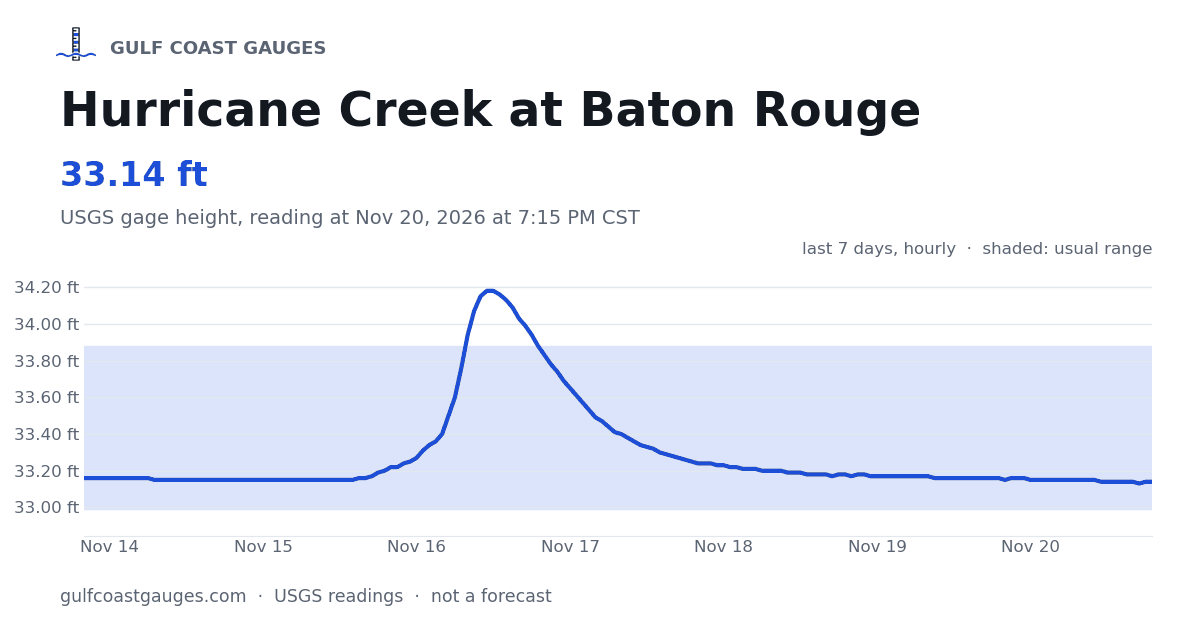 GULF COAST GAUGES
Hurricane Creek at Baton Rouge
33.14 ft
USGS gage height, reading at Nov 20, 2026 at 7:15 PM CST
last 7 days, hourly · shaded: usual range
34.20 ft
34.00 ft
33.80 ft
33.60 ft
33.40 ft
33.20 ft
33.00 ft
Nov 14 Nov 15 Nov 16 Nov 17 Nov 18 Nov 19 Nov 20
gulfcoastgauges.com · USGS readings · not a forecast